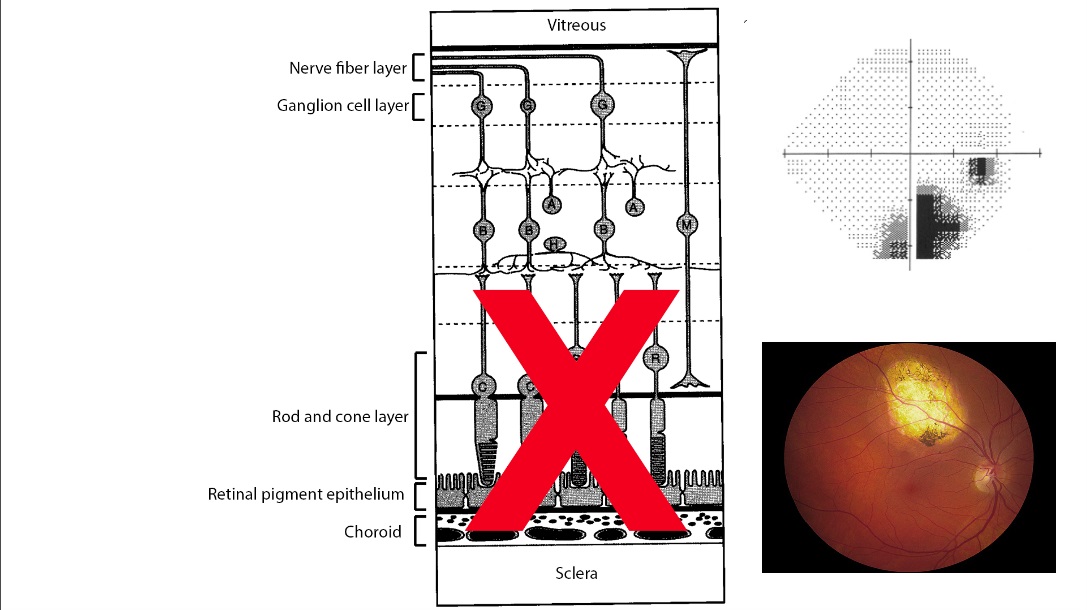 Vitreous
Nerve fiber layer
Ganglion cell layer
G G G
A A
B B B M
H
R
C C
Rod and cone layer
Retinal pigment epithelium
Choroid
Sclera